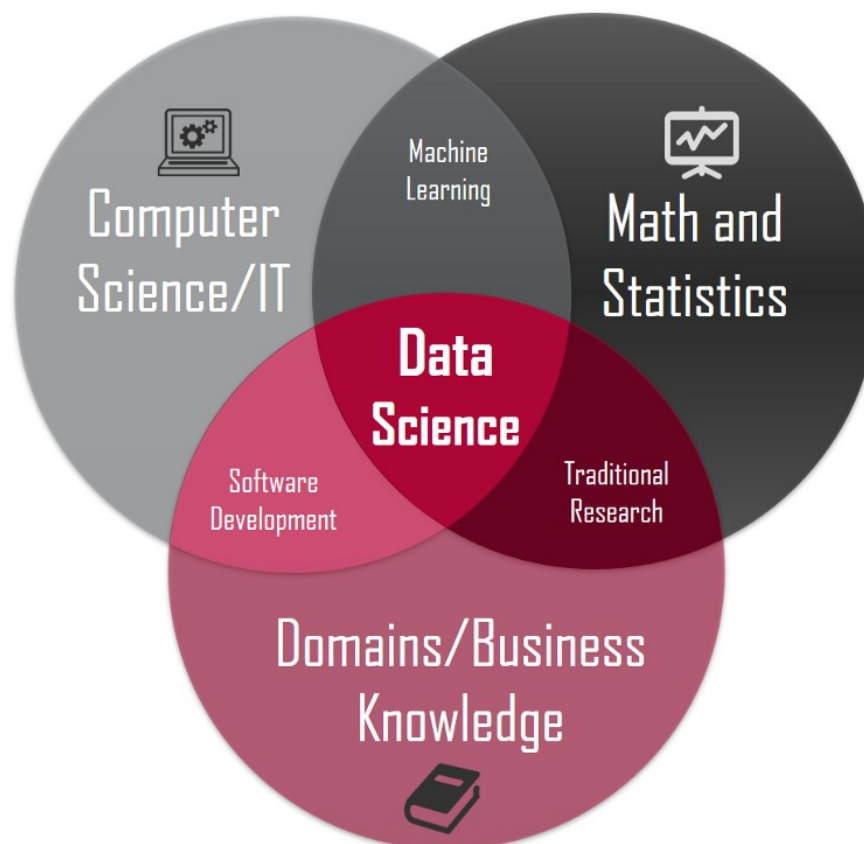 Machine
Learning
Computer
Science/IT
Math and
Statistics
Data
Science
Software
Development
Traditional
Research
Domains/Business
Knowledge